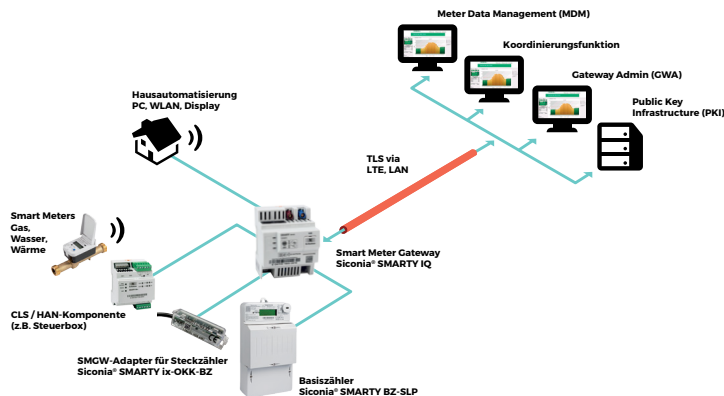 Meter Data Management (MDM)
Koordinierungsfunktion
Gateway Admin (GWA)
Public Key
Infrastructure (PKI)
Hausautomatisierung
PC, WLAN, Display
TLS via
LTE, LAN
Smart Meters
Gas,
Wasser,
Wärme
Smart Meter Gateway
Siconia® SMARTY IQ
CLS / HAN-Komponente
(z.B. Steuerbox)
SMGW-Adapter für Steckzähler
Siconia® SMARTY ix-OKK-BZ
Basiszähler
Siconia® SMARTY BZ-SLP